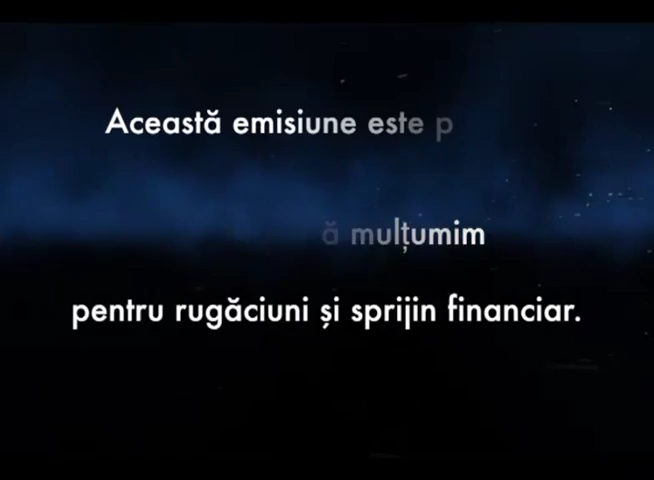 Această emisiune este p
ă mulțumim
pentru rugăciuni și sprijin financiar.